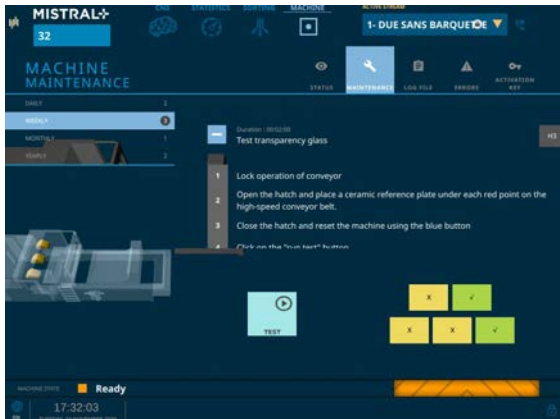 MISTRAL+
CNS
STATISTICS
SORTING
MACHINE
ACTIVE STREAM
32
1- DUE SANS BARQUETTE
MACHINE
MAINTENANCE
STATUS
MAINTENANCE
LOG FILE
ERRORS
ACTIVATION
KEY
DAILY 2
WEEKLY 3
MONTHLY 1
YEARLY 2
Duration : 00:02:00
Test transparency glass
H3
1 Lock operation of conveyor
2 Open the hatch and place a ceramic reference plate under each red point on the
high-speed conveyor belt.
3 Close the hatch and reset the machine using the blue button
4 Click on the "run test" button
TEST
X √
X X √
MACHINE STATE
Ready
17:32:03